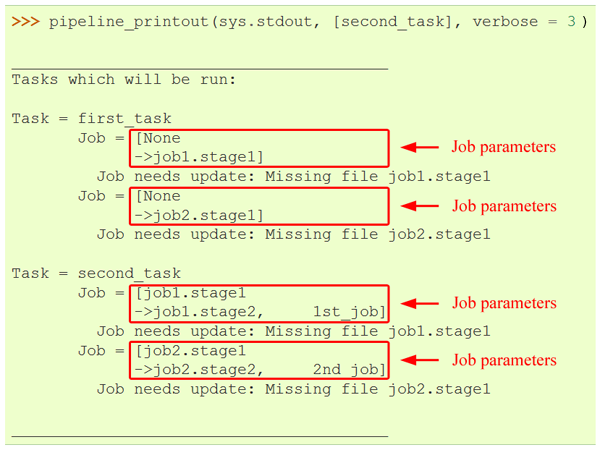 >>> pipeline_printout(sys.stdout, [second_task], verbose = 3)
Tasks which will be run:
Task = first_task
Job = [None
->job1.stage1] Job parameters
Job needs update: Missing file job1.stage1
Job = [None
->job2.stage1] Job parameters
Job needs update: Missing file job2.stage1
Task = second_task
Job = [job1.stage1
->job1.stage2, 1st_job] Job parameters
Job needs update: Missing file job1.stage1
Job = [job2.stage1
->job2.stage2, 2nd_job] Job parameters
Job needs update: Missing file job2.stage1